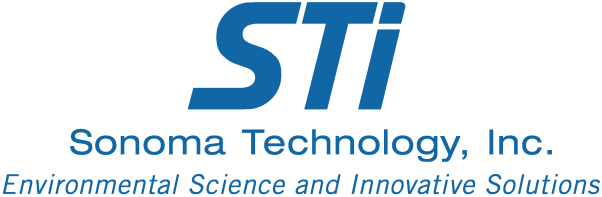 STi
Sonoma Technology, Inc.
Environmental Science and Innovative Solutions